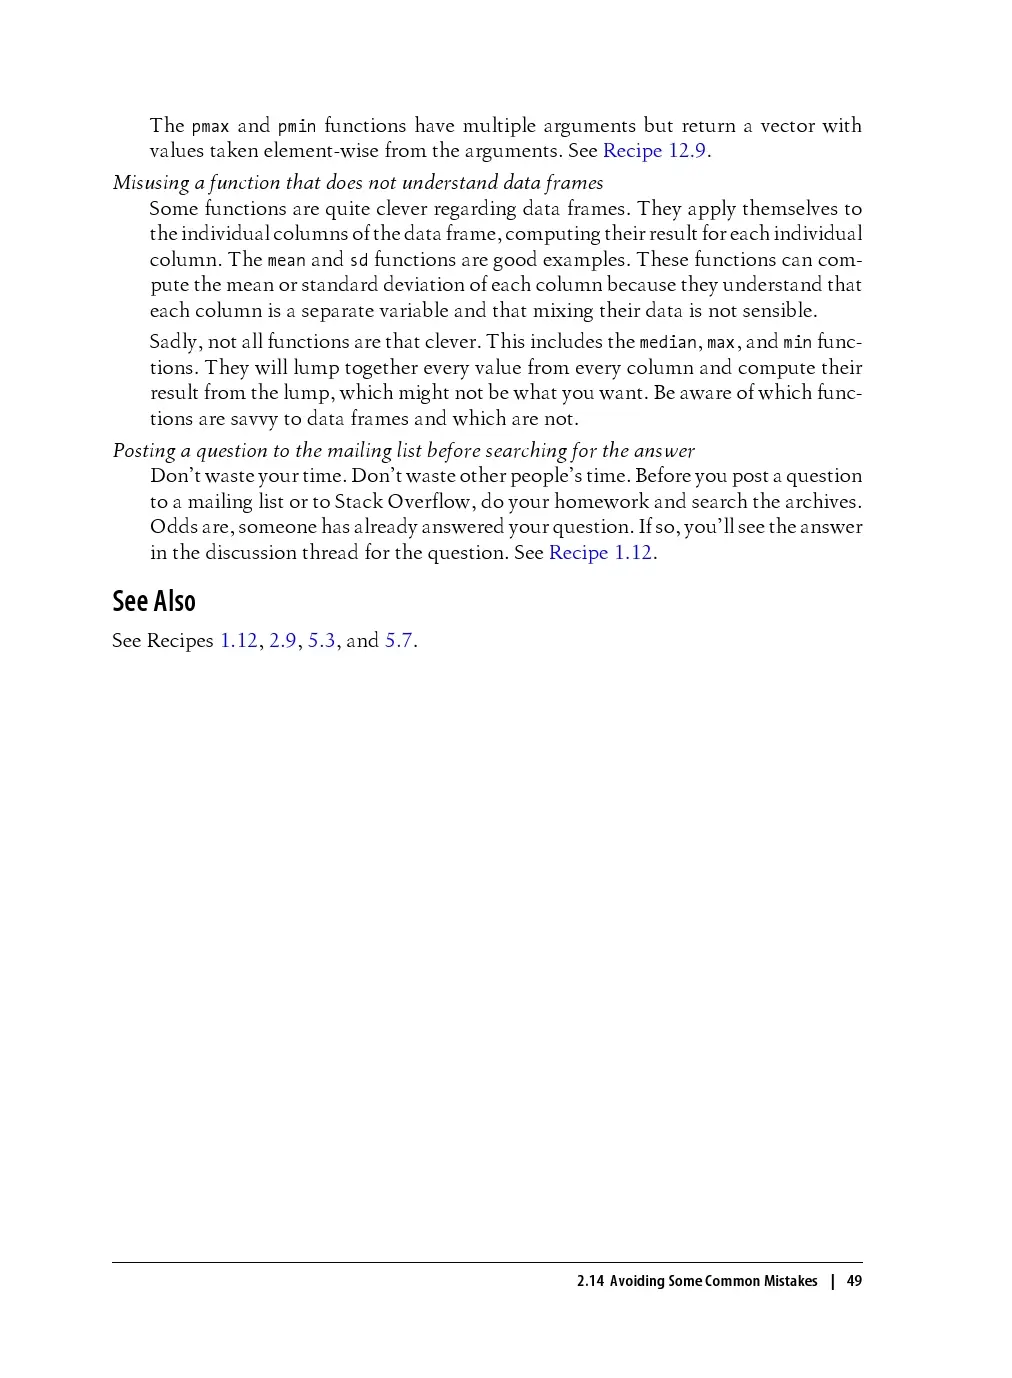 The pmax and pmin functions have multiple arguments but return a vector with
values taken element-wise from the arguments. See Recipe 12.9.
Misusing a function that does not understand data frames
Some functions are quite clever regarding data frames. They apply themselves to
the individual columns of the data frame, computing their result for each individual
column. The mean and sd functions are good examples. These functions can com-
pute the mean or standard deviation of each column because they understand that
each column is a separate variable and that mixing their data is not sensible.
Sadly, not all functions are that clever. This includes the median, max, and min func-
tions. They will lump together every value from every column and compute their
result from the lump, which might not be what you want. Be aware of which func-
tions are savvy to data frames and which are not.
Posting a question to the mailing list before searching for the answer
Don’t waste your time. Don’t waste other people’s time. Before you post a question
to a mailing list or to Stack Overflow, do your homework and search the archives.
Odds are, someone has already answered your question. If so, you’ll see the answer
in the discussion thread for the question. See Recipe 1.12.
See Also
See Recipes 1.12, 2.9, 5.3, and 5.7.
2.14 Avoiding Some Common Mistakes | 49